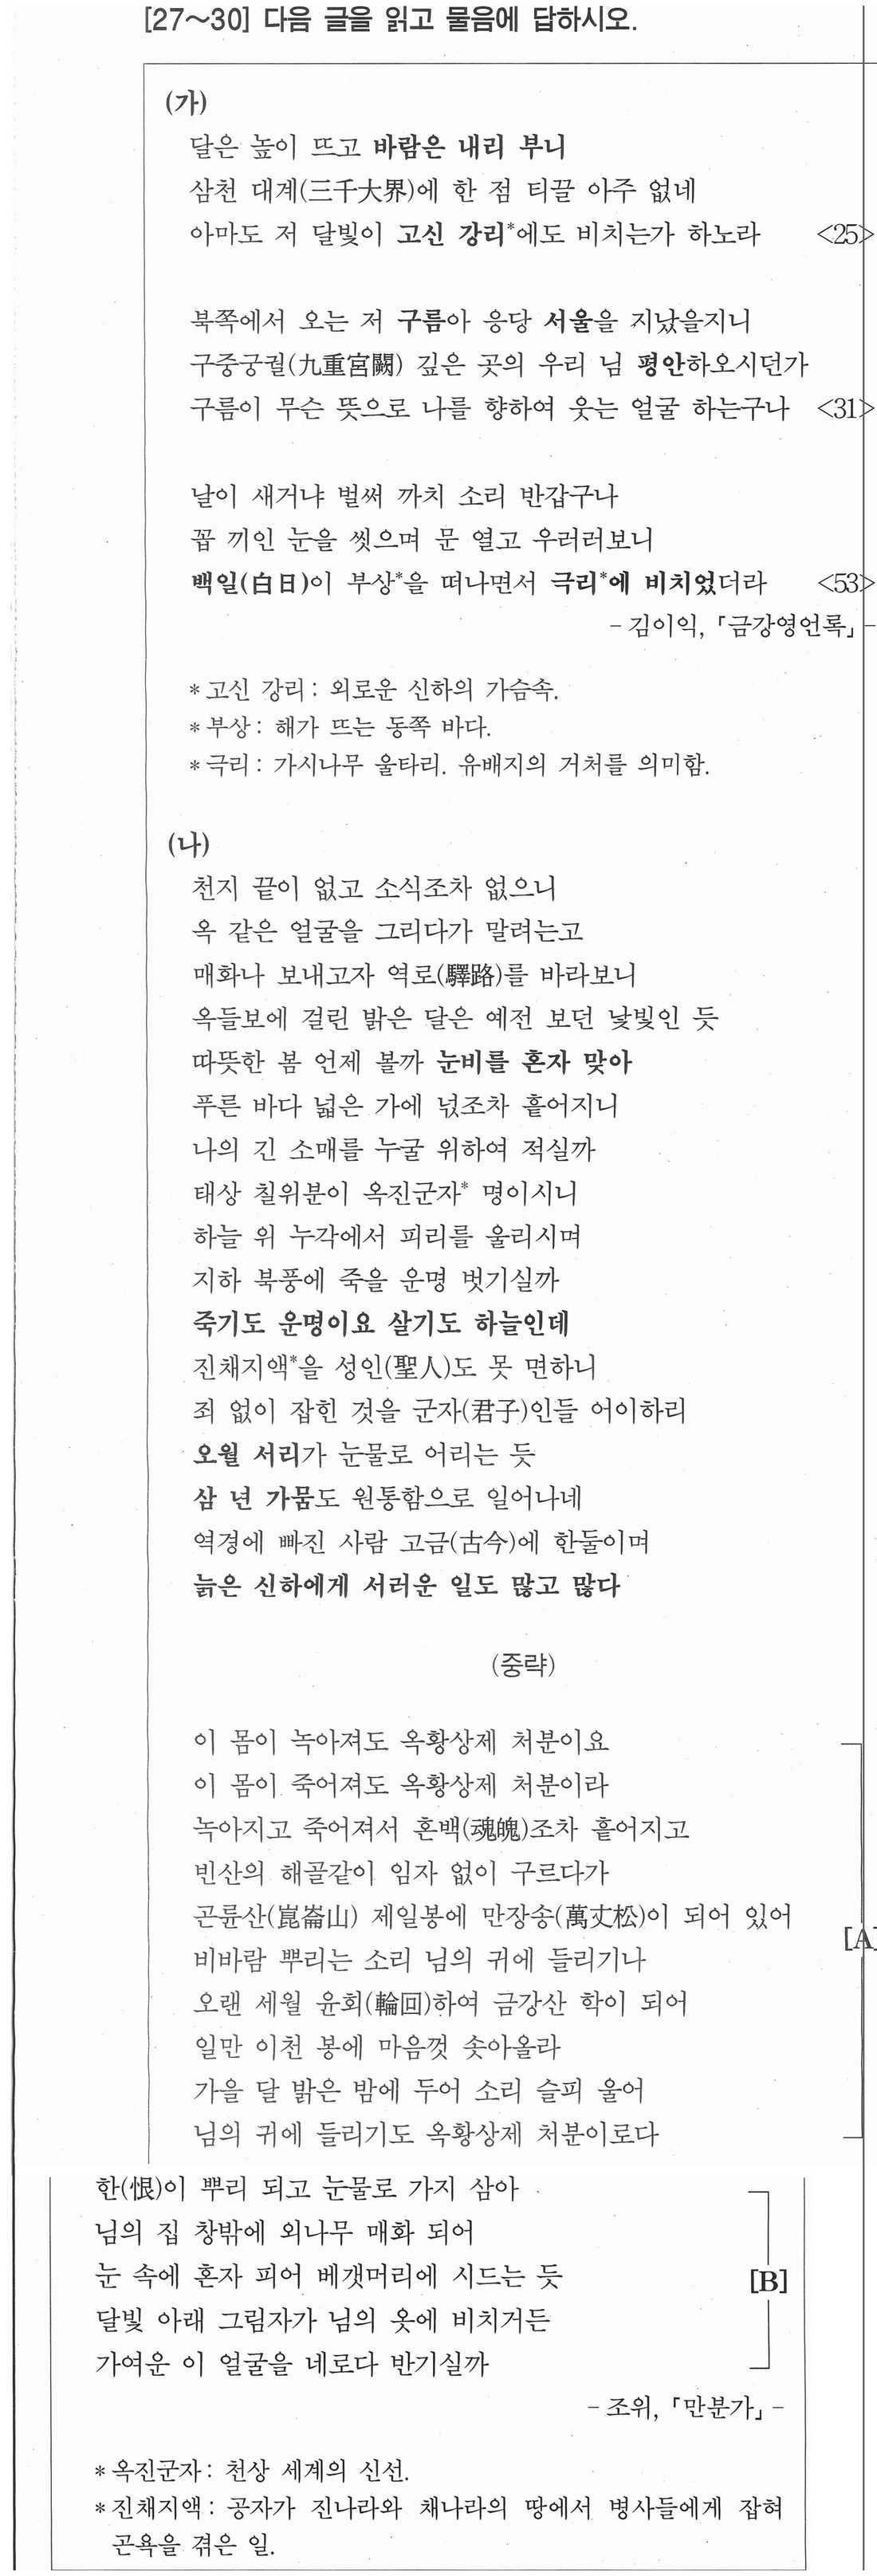 [27～30] 다음 글을 읽고 물음에 답하시오.
(가)
달은 높이 뜨고 바람은 내리 부니
삼천 대계(三千大界)에 한 점 티끌 아주 없네
아마도 저 달빛이 고신 강리*에도 비치는가 하노라 <25>
북쪽에서 오는 저 구름아 응당 서울을 지났을지니
구중궁궐(九重宮闕) 깊은 곳의 우리 님 평안하오시던가
구름이 무슨 뜻으로 나를 향하여 웃는 얼굴 하는구나 <31>
날이 새거냐 벌써 까치 소리 반갑구나
꼽 끼인 눈을 씻으며 문 열고 우러러보니
백일(白日)이 부상*을 떠나면서 극리*에 비치었더라 <53>
- 김이익, 「금강영언록」 -
* 고신 강리 : 외로운 신하의 가슴속.
* 부상 : 해가 뜨는 동쪽 바다.
* 극리 : 가시나무 울타리. 유배지의 거처를 의미함.
(나)
천지 끝이 없고 소식조차 없으니
옥 같은 얼굴을 그리다가 말려는고
매화나 보내고자 역로(驛路)를 바라보니
옥들보에 걸린 밝은 달은 예전 보던 낯빛인 듯
따뜻한 봄 언제 볼까 눈비를 혼자 맞아
푸른 바다 넓은 가에 넋조차 흩어지니
나의 긴 소매를 누굴 위하여 적실까
태상 칠위분이 옥진군자* 명이시니
하늘 위 누각에서 피리를 울리시며
지하 북풍에 죽을 운명 벗기실까
죽기도 운명이요 살기도 하늘인데
진채지액*을 성인(聖人)도 못 면하니
죄 없이 잡힌 것을 군자(君子)인들 어이하리
오월 서리가 눈물로 어리는 듯
삼 년 가뭄도 원통함으로 일어나네
역경에 빠진 사람 고금(古今)에 한둘이며
늙은 신하에게 서러운 일도 많고 많다
(중략)
이 몸이 녹아져도 옥황상제 처분이요
이 몸이 죽어져도 옥황상제 처분이라
녹아지고 죽어져서 혼백(魂魄)조차 흩어지고
빈산의 해골같이 임자 없이 구르다가
곤륜산(崑崙山) 제일봉에 만장송(萬丈松)이 되어 있어
[A]
비바람 뿌리는 소리 님의 귀에 들리기나
오랜 세월 윤회(輪回)하여 금강산 학이 되어
일만 이천 봉에 마음껏 솟아올라
가을 달 밝은 밤에 두어 소리 슬피 울어
님의 귀에 들리기도 옥황상제 처분이로다
한(恨)이 뿌리 되고 눈물로 가지 삼아
님의 집 창밖에 외나무 매화 되어
눈 속에 혼자 피어 베갯머리에 시드는 듯
[B]
달빛 아래 그림자가 님의 옷에 비치거든
가여운 이 얼굴을 네로다 반기실까
- 조위, 「만분가」 -
* 옥진군자 : 천상 세계의 신선.
* 진채지액 : 공자가 진나라와 채나라의 땅에서 병사들에게 잡혀
곤욕을 겪은 일.